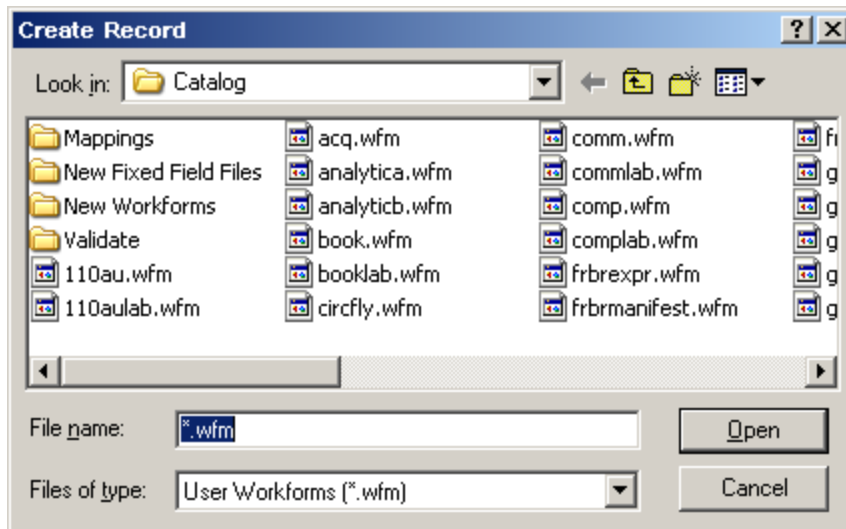 Create Record
Look in: Catalog
Mappings
New Fixed Field Files
New Workforms
Validate
110au.wfm
110aulab.wfm
acq.wfm
analytica.wfm
analyticb.wfm
book.wfm
booklab.wfm
circfly.wfm
comm.wfm
commlab.wfm
comp.wfm
complab.wfm
frbrexpr.wfm
frbrmanifest.wfm
File name: *.wfm Open
Files of type: User Workforms (*.wfm) Cancel